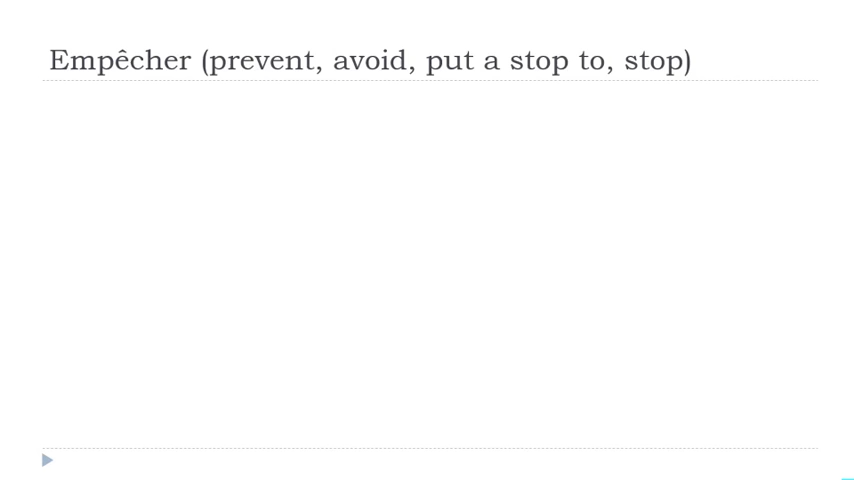 Empêcher (prevent, avoid, put a stop to, stop)